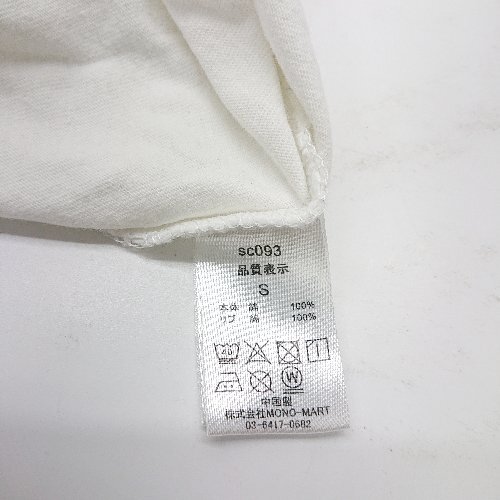 sc093
品質表示
S
本体 綿 100%
リブ 綿 100%
40
W
中国製
株式会社MONO-MART
03-6417-0682